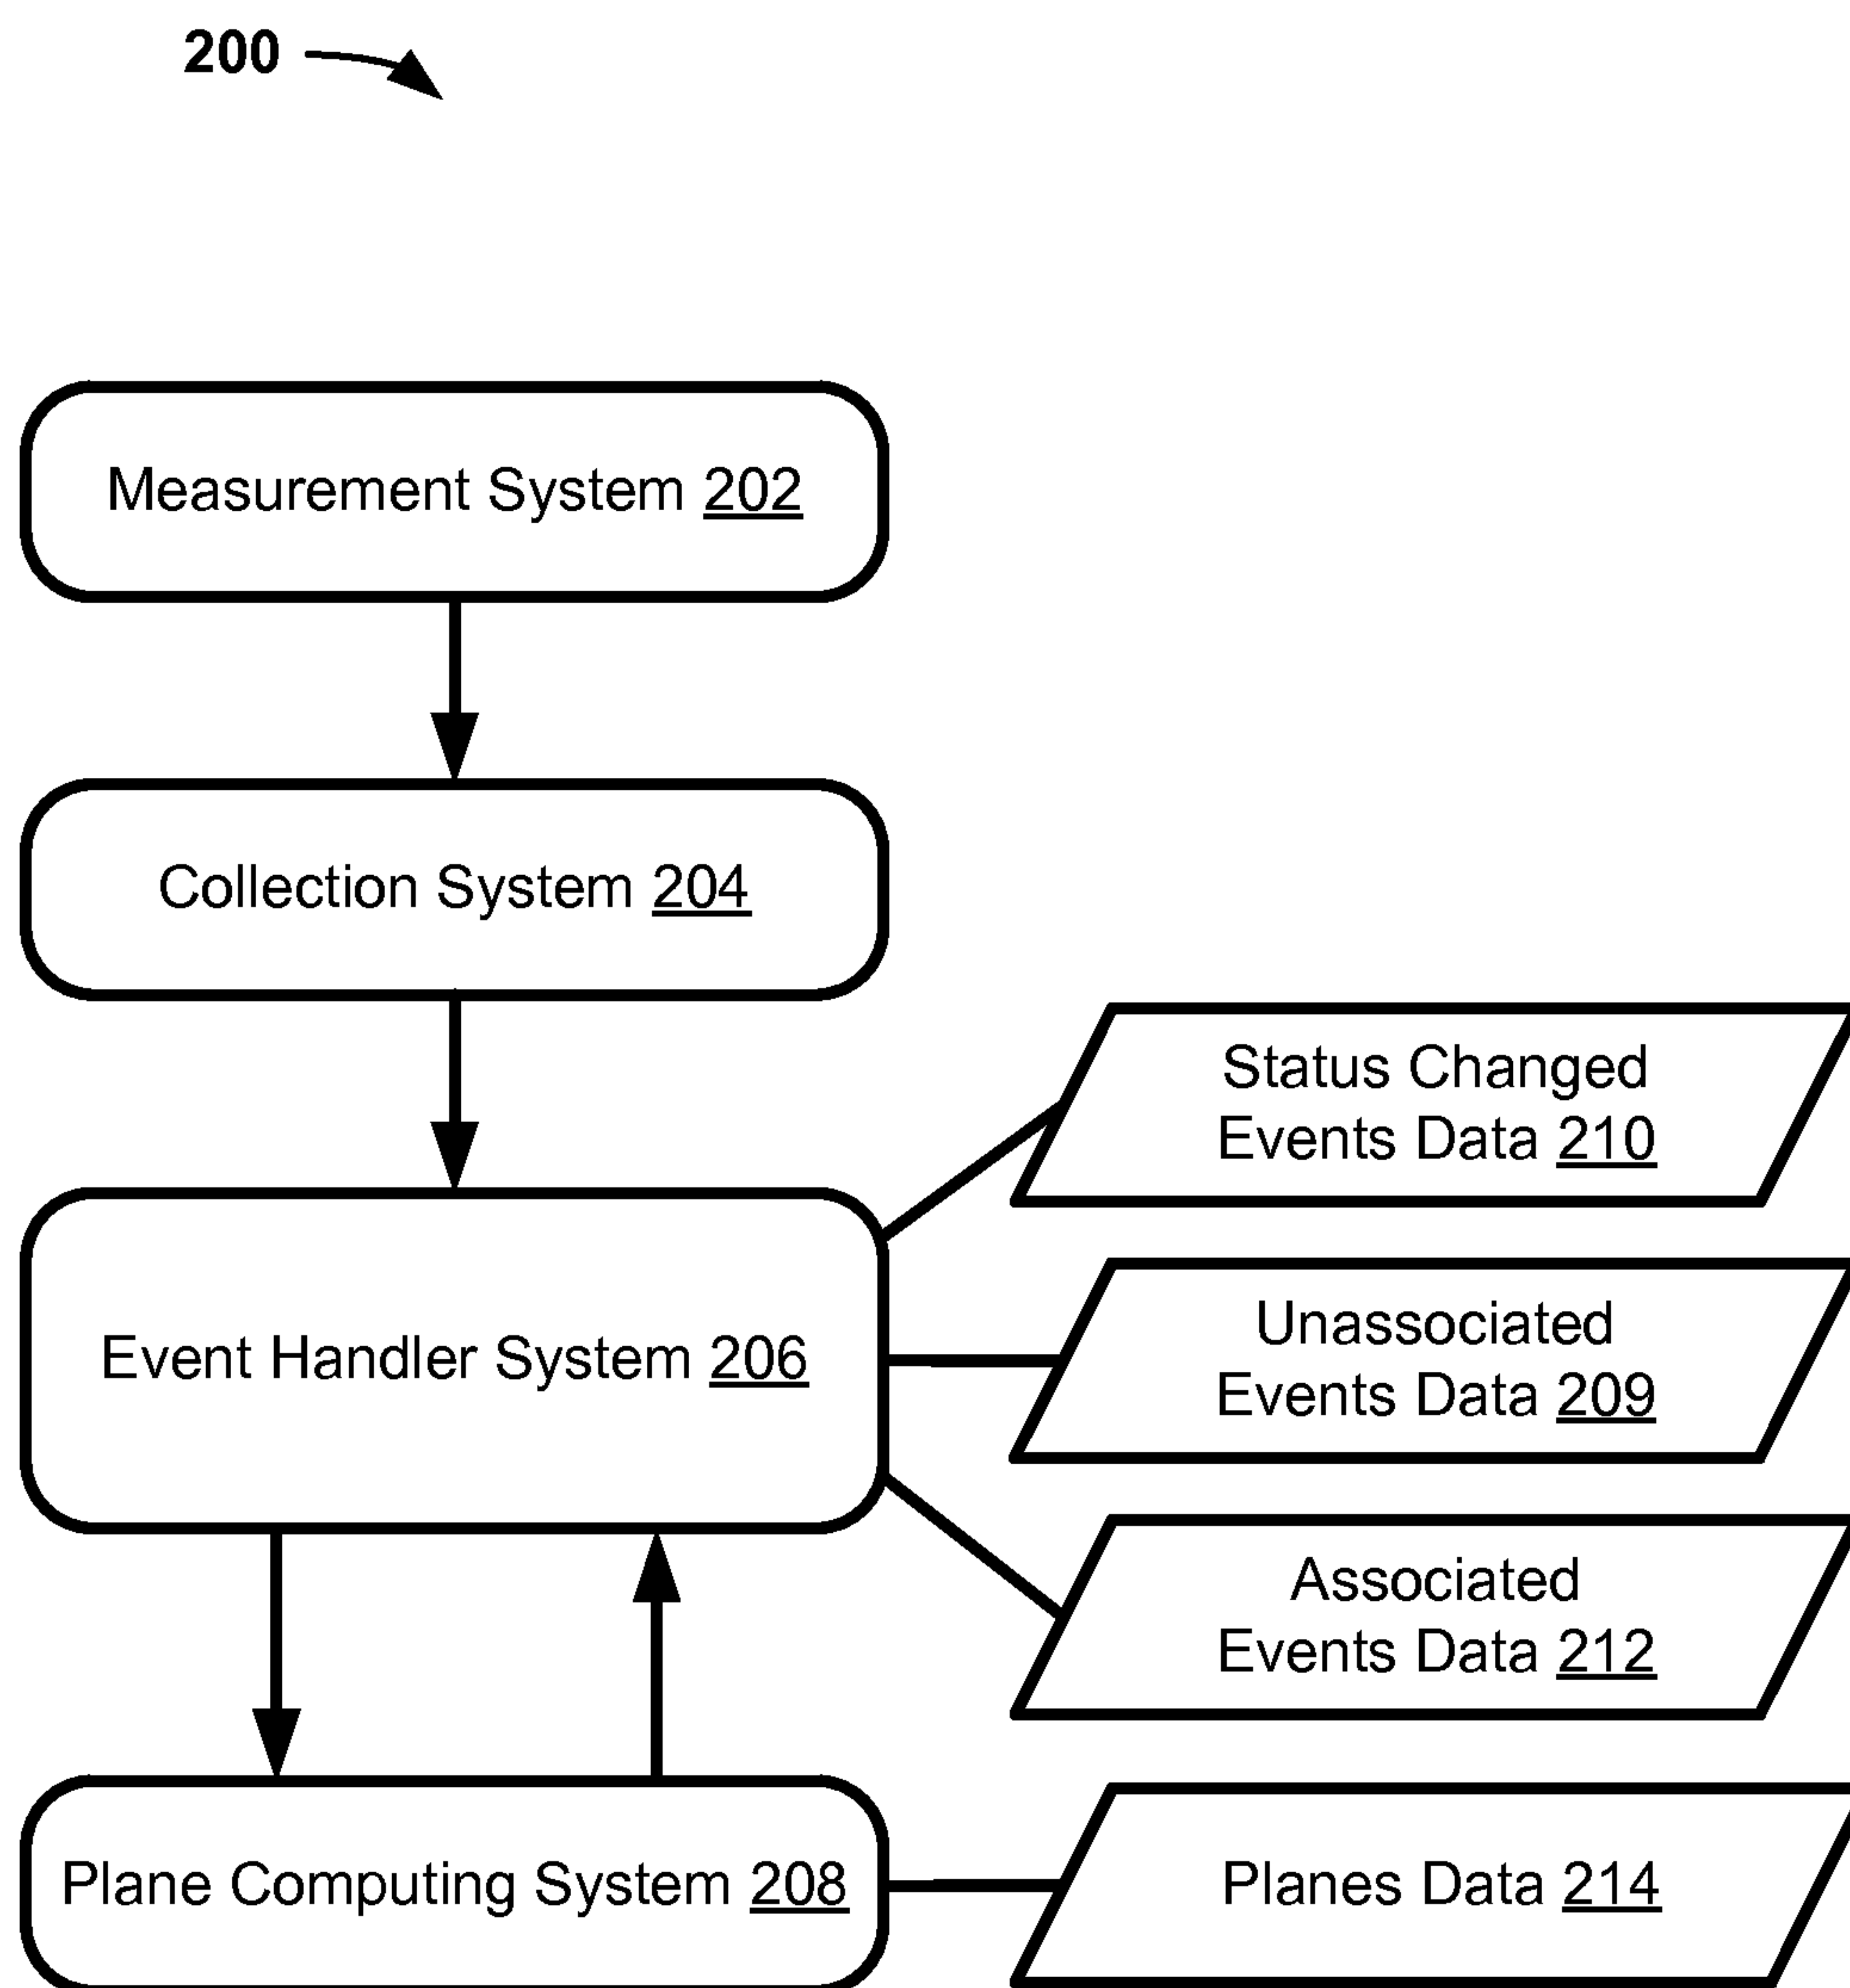 200
Measurement System 202
Collection System 204
Status Changed
Events Data 210
Unassociated
Events Data 209
Event Handler System 206
Associated
Events Data 212
Plane Computing System 208
Planes Data 214